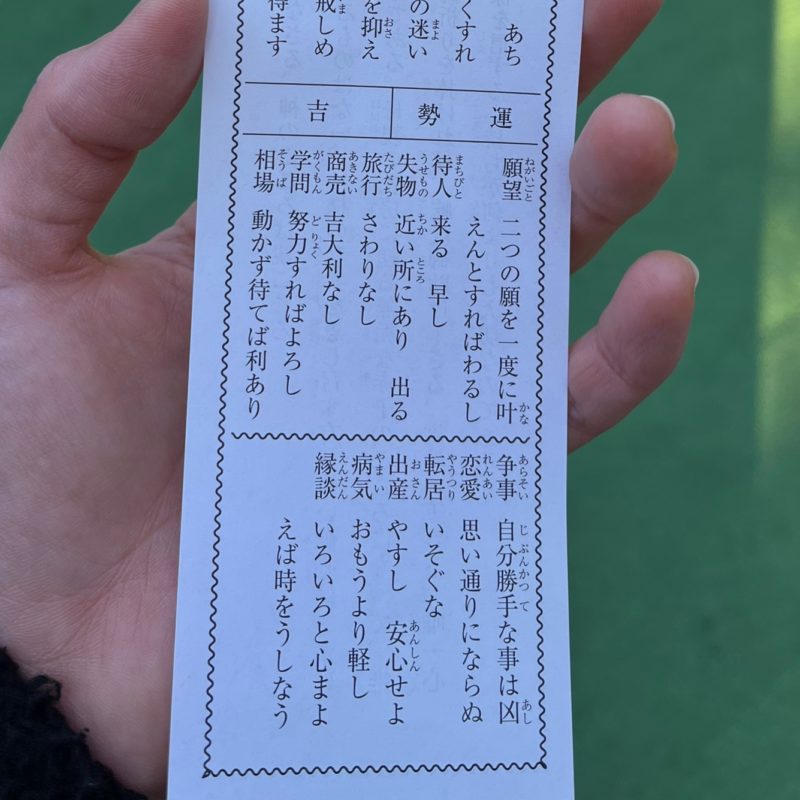 あち
くすれ
の迷い
を抑え
戒しめ
得ます
運勢 吉
願望 二つの願を一度に叶
えんとすればわるし
待人 来る 早し
失物 近い所にあり 出る
旅行 さわりなし
商売 吉大利なし
学問 努力すればよろし
相場 動かず待てば利あり
争事 自分勝手な事は凶
恋愛 思い通りにならぬ
転居 いそぐな
出産 やすし 安心せよ
病気 おもうより軽し
縁談 いろいろと心まよ
えば時をうしなう